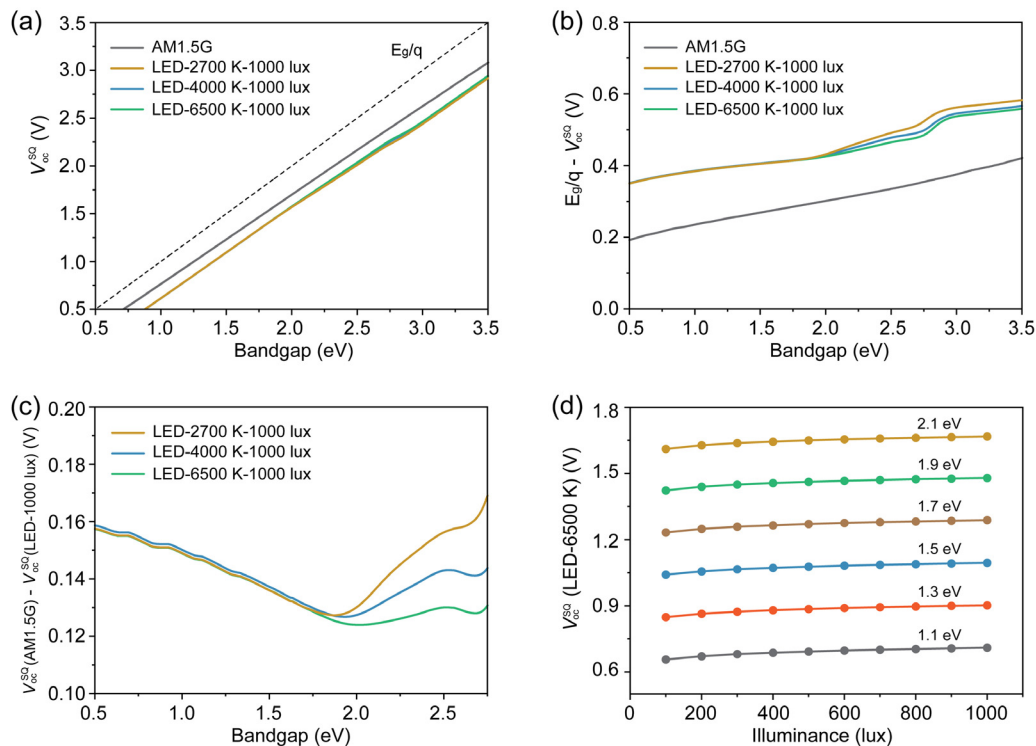 (a)
AM1.5G
LED-2700 K-1000 lux
LED-4000 K-1000 lux
LED-6500 K-1000 lux
E_g/q
3.5
3.0
2.5
2.0
1.5
1.0
0.5
V_oc^SQ (V)
0.5 1.0 1.5 2.0 2.5 3.0 3.5
Bandgap (eV)
(b)
AM1.5G
LED-2700 K-1000 lux
LED-4000 K-1000 lux
LED-6500 K-1000 lux
0.8
0.6
0.4
0.2
0.0
E_g/q - V_oc^SQ (V)
0.5 1.0 1.5 2.0 2.5 3.0 3.5
Bandgap (eV)
(c)
LED-2700 K-1000 lux
LED-4000 K-1000 lux
LED-6500 K-1000 lux
0.20
0.18
0.16
0.14
0.12
0.10
V_oc^SQ(AM1.5G) - V_oc^SQ(LED-1000 lux) (V)
0.5 1.0 1.5 2.0 2.5
Bandgap (eV)
(d)
2.1 eV
1.9 eV
1.7 eV
1.5 eV
1.3 eV
1.1 eV
1.8
1.5
1.2
0.9
0.6
V_oc^SQ (LED-6500 K) (V)
0 200 400 600 800 1000
Illuminance (lux)